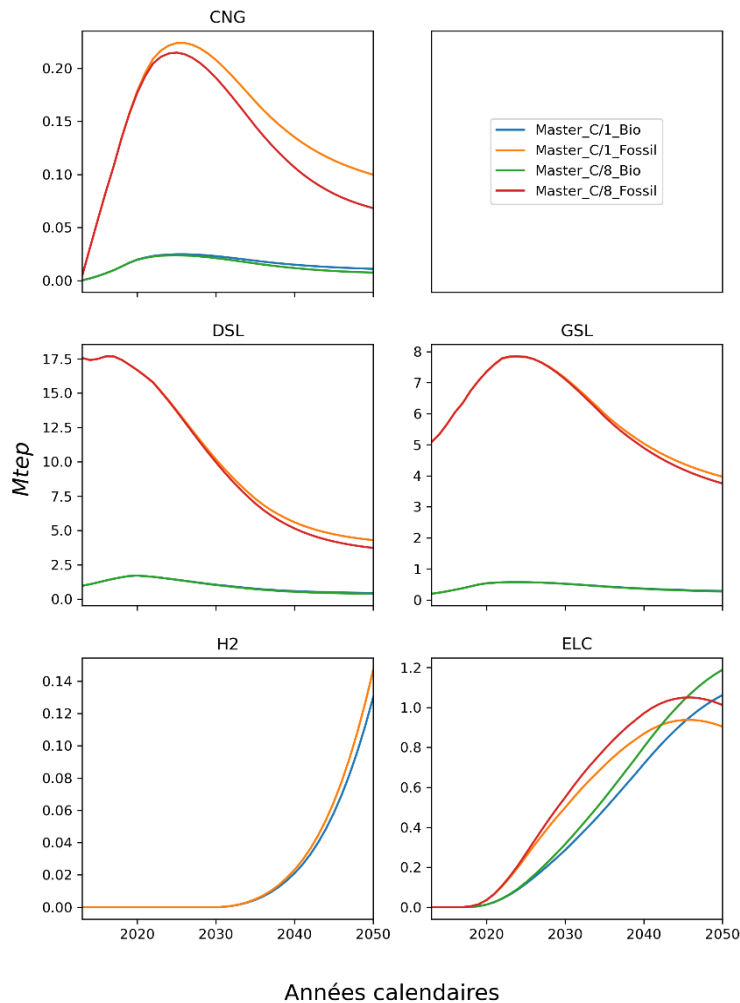 CNG
0.20
0.15
0.10
0.05
0.00
Master_C/1_Bio
Master_C/1_Fossil
Master_C/8_Bio
Master_C/8_Fossil
DSL
17.5
15.0
12.5
10.0
7.5
5.0
2.5
0.0
GSL
8
7
6
5
4
3
2
1
0
Mtep
H2
0.14
0.12
0.10
0.08
0.06
0.04
0.02
0.00
2020 2030 2040 2050
ELC
1.2
1.0
0.8
0.6
0.4
0.2
0.0
2020 2030 2040 2050
Années calendaires